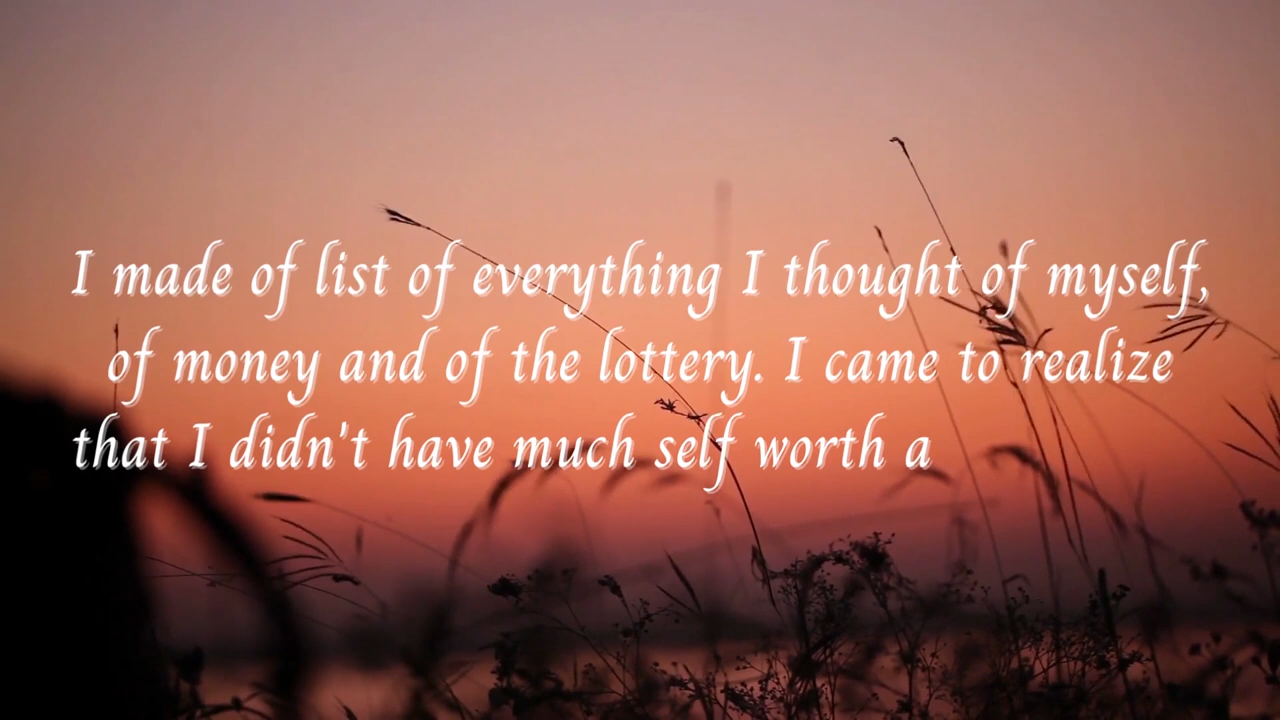 I made of list of everything I thought of myself,
of money and of the lottery. I came to realize
that I didn't have much self worth a